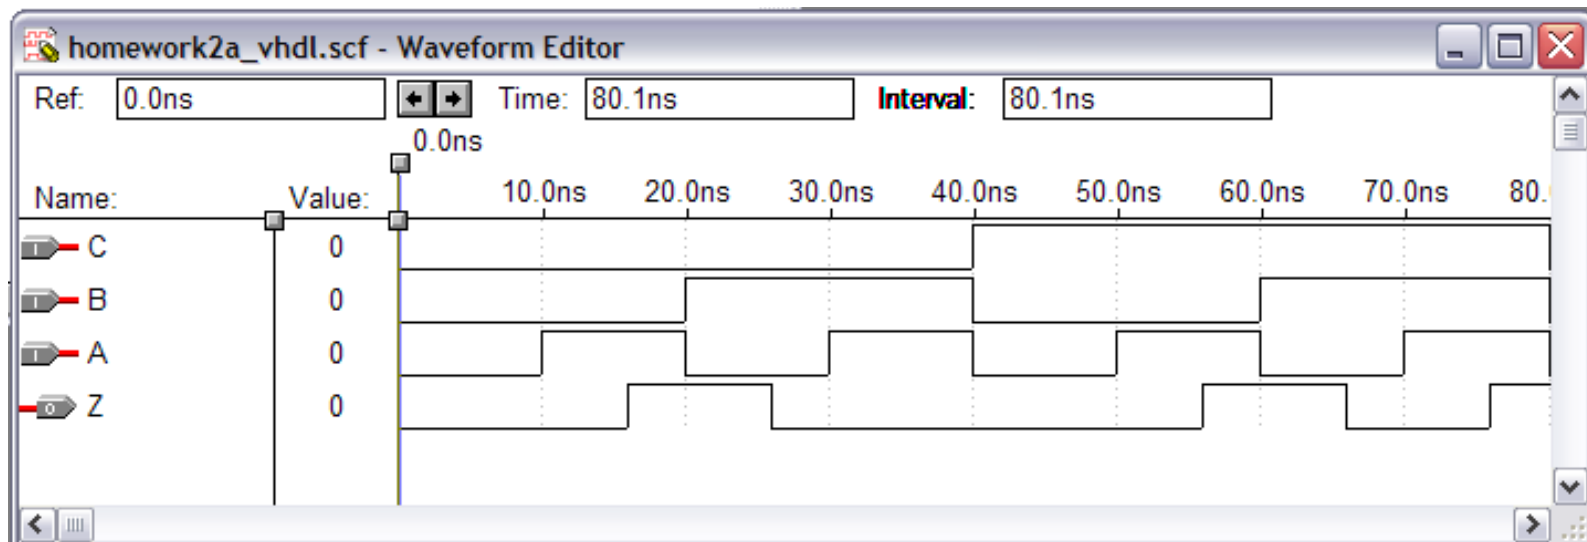 homework2a_vhdl.scf - Waveform Editor
Ref: 0.0ns Time: 80.1ns Interval: 80.1ns
0.0ns
Name: Value: 10.0ns 20.0ns 30.0ns 40.0ns 50.0ns 60.0ns 70.0ns 80.
I C 0
I B 0
I A 0
O Z 0